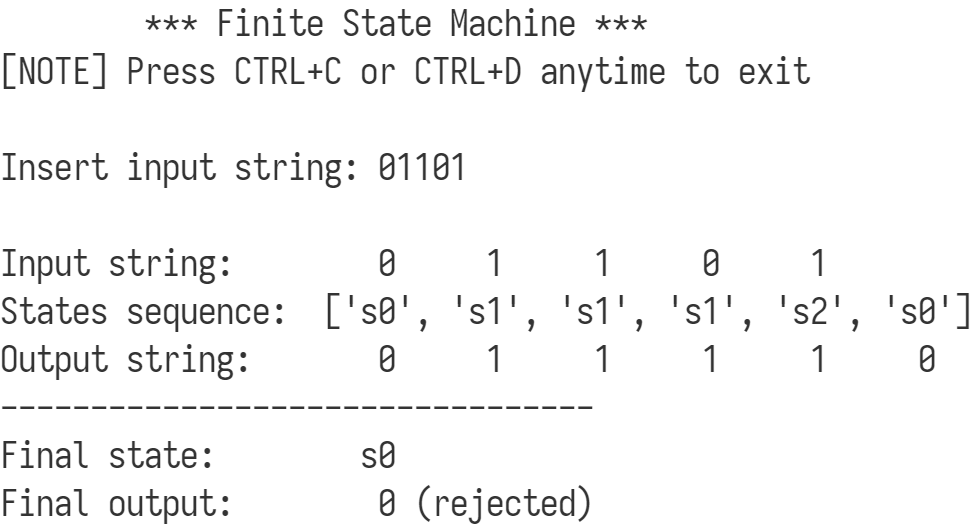 *** Finite State Machine ***
[NOTE] Press CTRL+C or CTRL+D anytime to exit
Insert input string: 01101
Input string: 0 1 1 0 1
States sequence: ['s0', 's1', 's1', 's1', 's2', 's0']
Output string: 0 1 1 1 1 0
---------------------------------
Final state: s0
Final output: 0 (rejected)